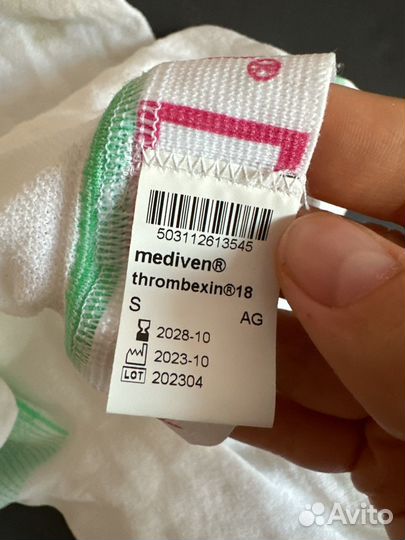 ®
503112613545
mediven®
thrombexin®18
S AG
2028-10
2023-10
LOT 202304
Avito